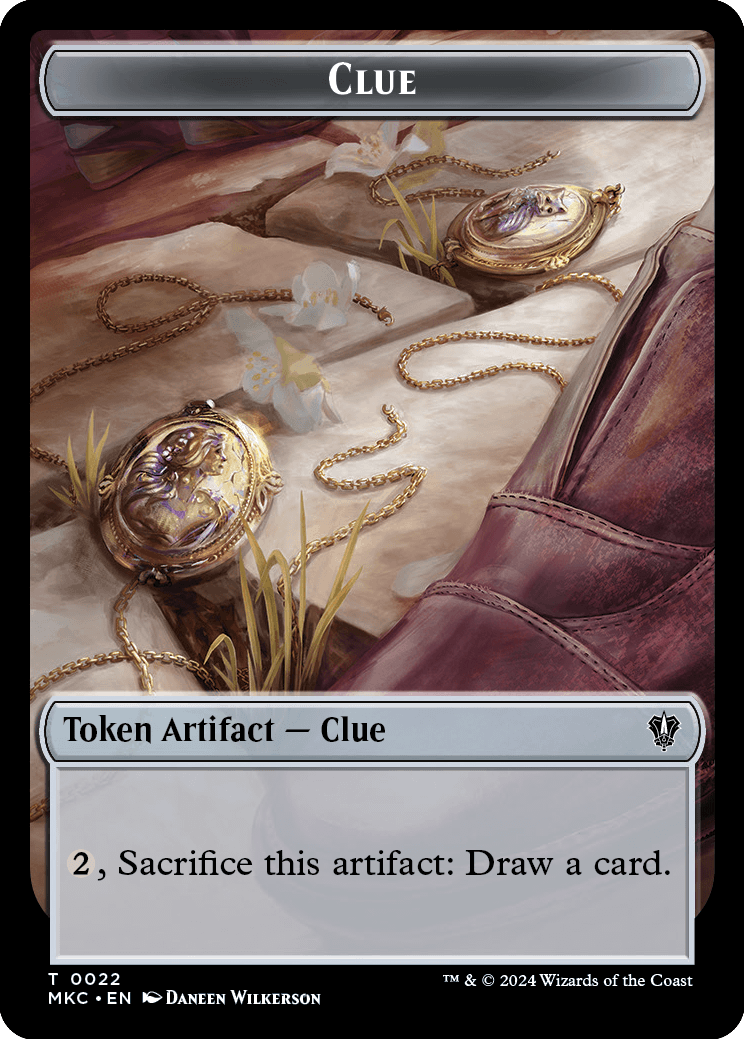 Clue
Token Artifact — Clue
2, Sacrifice this artifact: Draw a card.
T 0022
MKC • EN Daneen Wilkerson
™ & © 2024 Wizards of the Coast